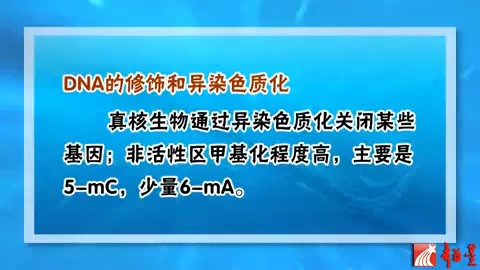 DNA的修饰和异染色质化
真核生物通过异染色质化关闭某些
基因；非活性区甲基化程度高，主要是
5-mC，少量6-mA。